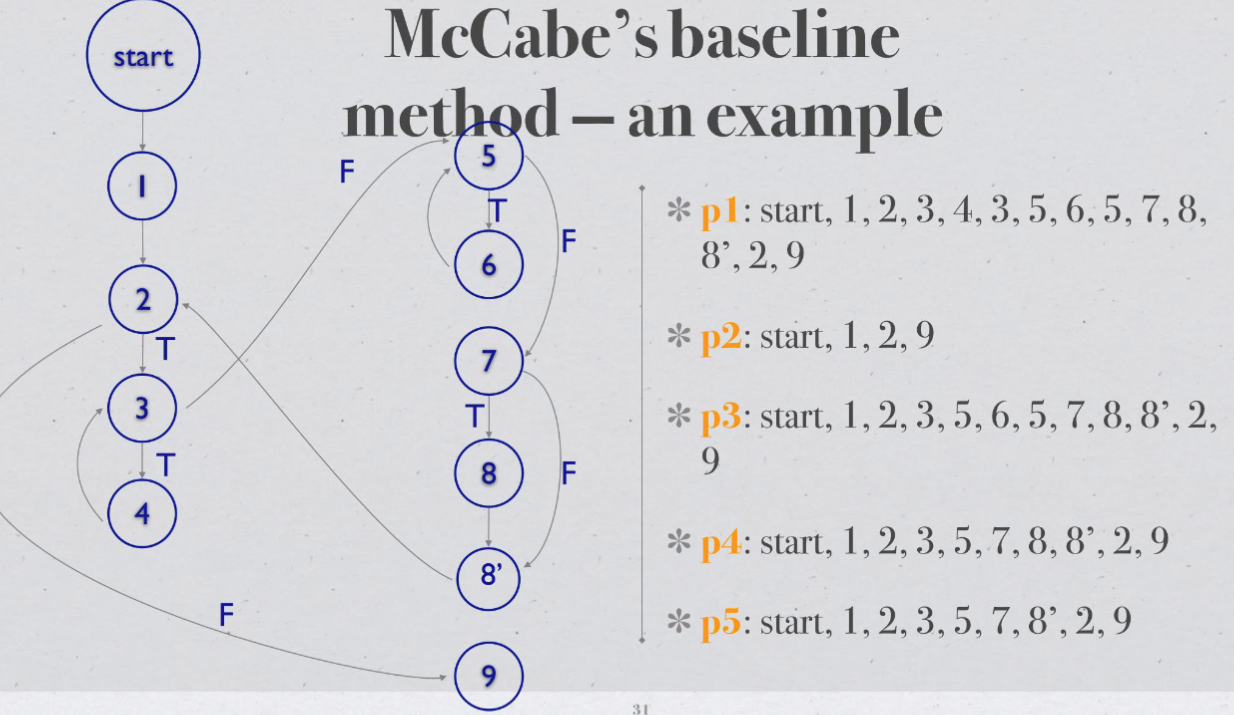 McCabe’s baseline
method – an example
start
1
2
T
3
T
4
F
5
T
F
6
7
T
8
F
8’
F
9
✻ p1: start, 1, 2, 3, 4, 3, 5, 6, 5, 7, 8,
8’, 2, 9
✻ p2: start, 1, 2, 9
✻ p3: start, 1, 2, 3, 5, 6, 5, 7, 8, 8’, 2,
9
✻ p4: start, 1, 2, 3, 5, 7, 8, 8’, 2, 9
✻ p5: start, 1, 2, 3, 5, 7, 8’, 2, 9
31